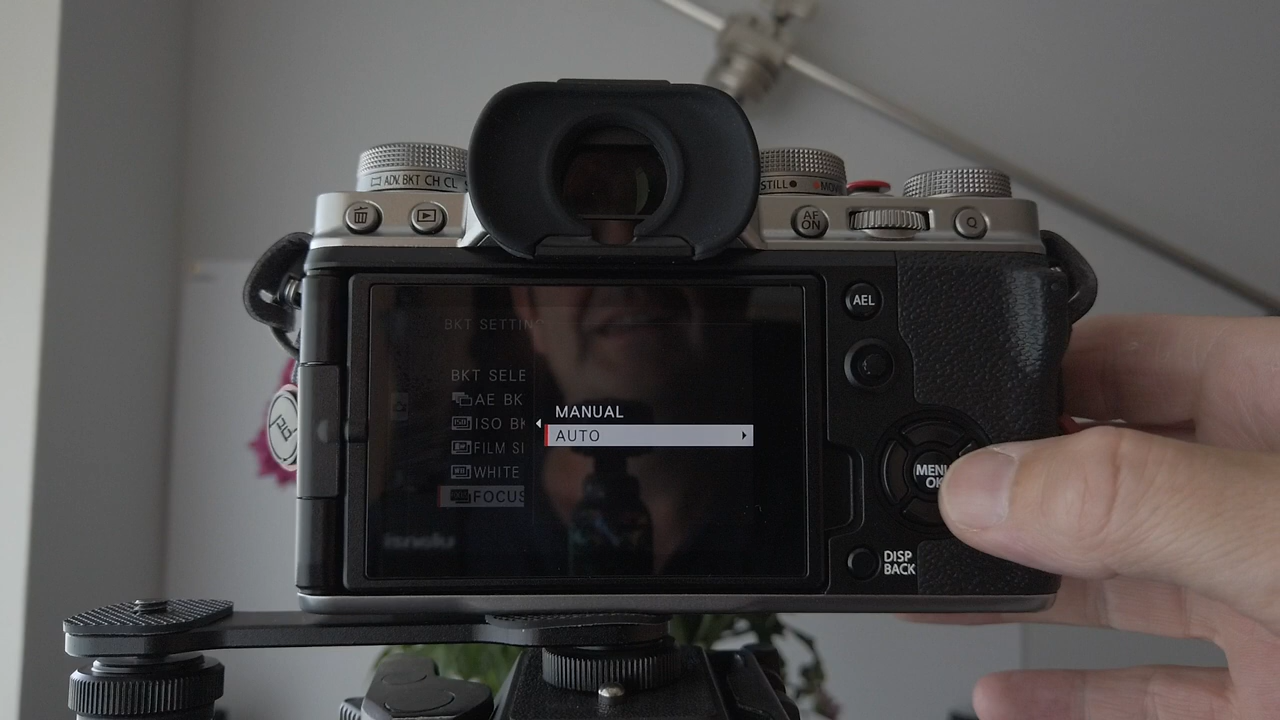 ADV. BKT CH CL
STILL MOVI
AF
ON
Q
BKT SETTING
AEL
BKT SELE
AE BK
ISO BK
FILM SI
WHITE
FOCUS
MANUAL
AUTO
MENU
OK
DISP
BACK